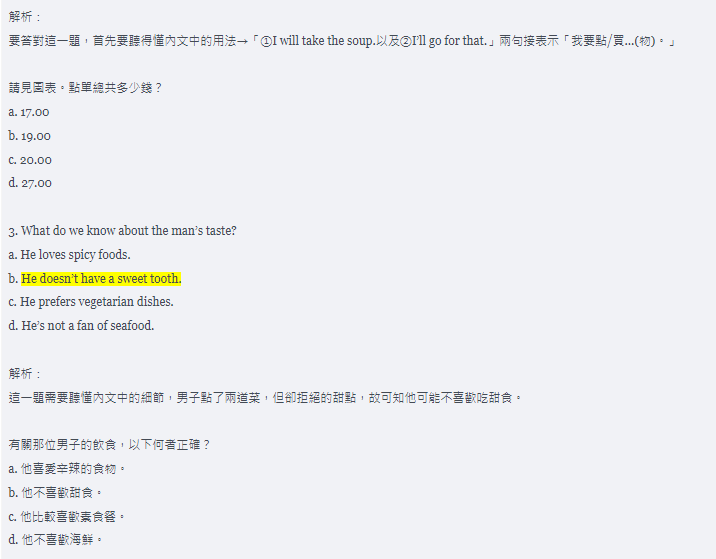 解析：
要答對這一題，首先要聽得懂內文中的用法→「①I will take the soup.以及②I'll go for that.」兩句接表示「我要點/買...(物)。」
請見圖表。點單總共多少錢？
a. 17.00
b. 19.00
c. 20.00
d. 27.00
3. What do we know about the man's taste?
a. He loves spicy foods.
b. He doesn't have a sweet tooth.
c. He prefers vegetarian dishes.
d. He's not a fan of seafood.
解析：
這一題需要聽懂內文中的細節，男子點了兩道菜，但卻拒絕的甜點，故可知他可能不喜歡吃甜食。
有關那位男子的飲食，以下何者正確？
a. 他喜愛辛辣的食物。
b. 他不喜歡甜食。
c. 他比較喜歡素食餐。
d. 他不喜歡海鮮。